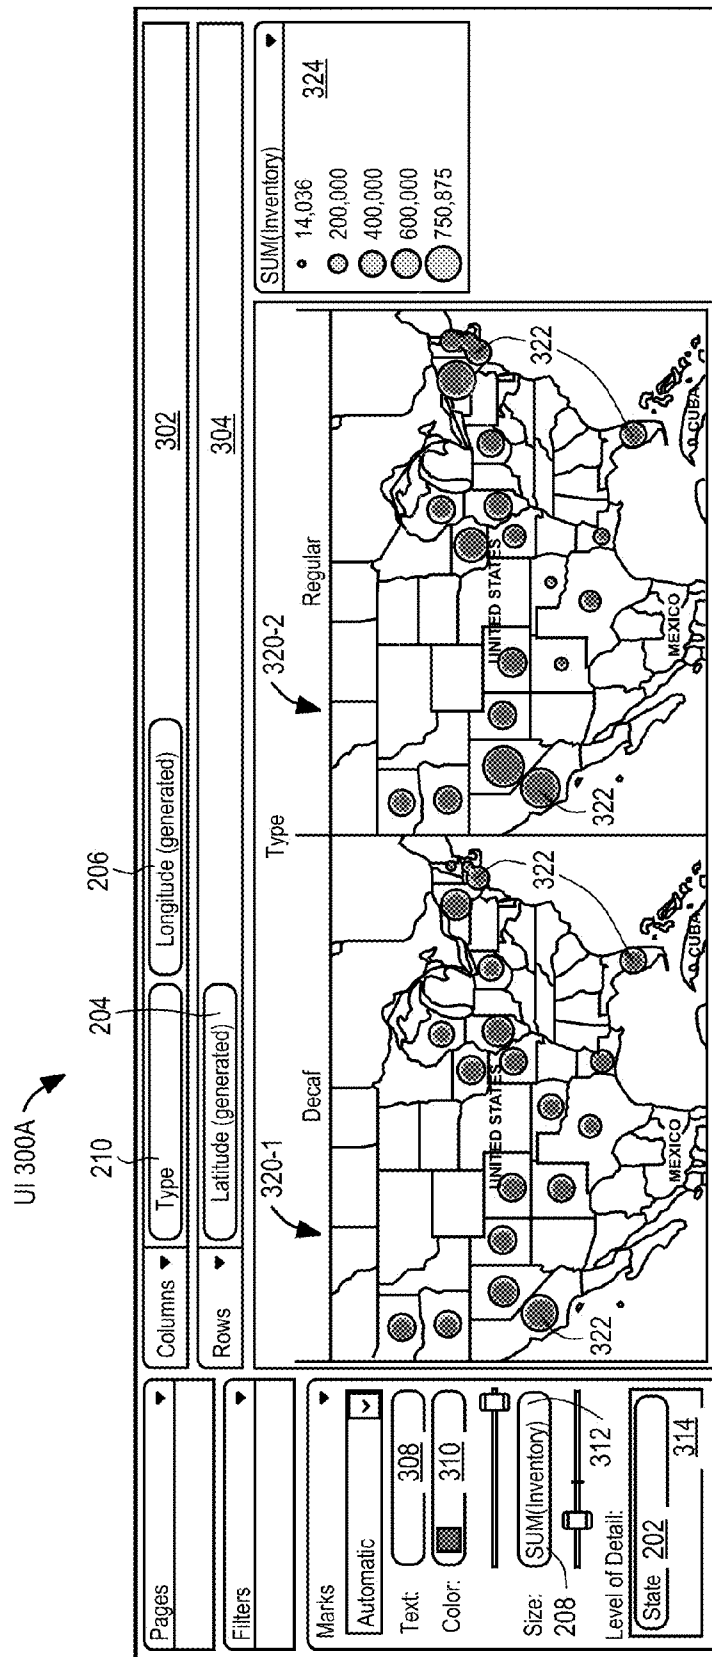 UI 300A
210
204
206
Pages
Columns
Type
Longitude (generated)
302
Filters
Rows
Latitude (generated)
304
Marks
Automatic
Text:
308
Color:
310
Size:
SUM(Inventory)
208
312
Level of Detail:
State 202
314
Type
320-1
320-2
Decaf
Regular
UNITED STATES
MEXICO
CUBA
322
322
UNITED STATES
MEXICO
CUBA
322
322
SUM(Inventory)
14,036
324
200,000
400,000
600,000
750,875